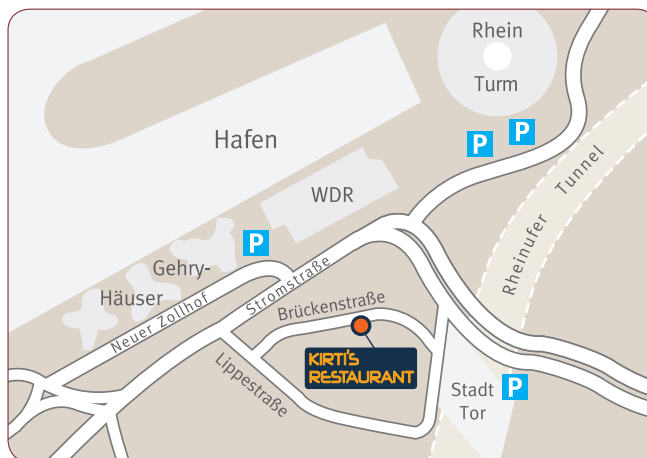 Rhein
Turm
P
P
Hafen
Rheinufer Tunnel
WDR
P
Gehry-
Häuser
Neuer Zollhof
Stromstraße
Brückenstraße
KIRTI'S
RESTAURANT
Lippestraße
Stadt
Tor
P